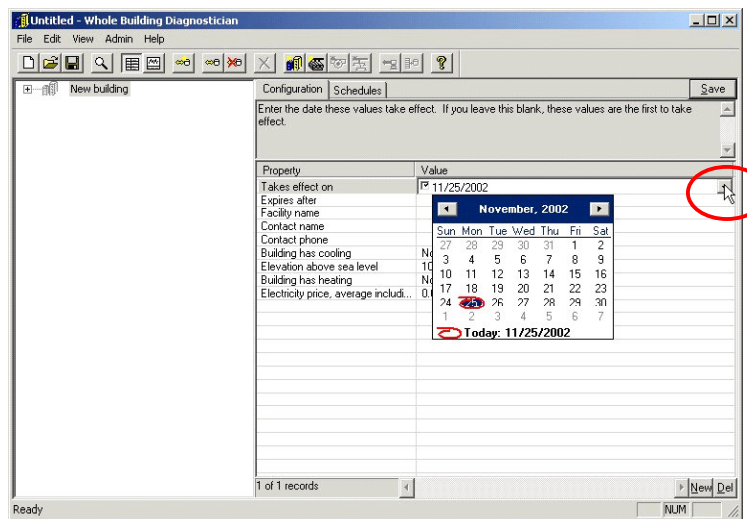 Untitled - Whole Building Diagnostician
File Edit View Admin Help
New building
Configuration Schedules Save
Enter the date these values take effect. If you leave this blank, these values are the first to take
effect.
Property Value
Takes effect on 11/25/2002
Expires after
Facility name
Contact name
Contact phone
Building has cooling
Elevation above sea level
Building has heating
Electricity price, average includi...
November, 2002
Sun Mon Tue Wed Thu Fri Sat
27 28 29 30 31 1 2
3 4 5 6 7 8 9
10 11 12 13 14 15 16
17 18 19 20 21 22 23
24 25 26 27 28 29 30
1 2 3 4 5 6 7
Today: 11/25/2002
1 of 1 records New Del
Ready NUM